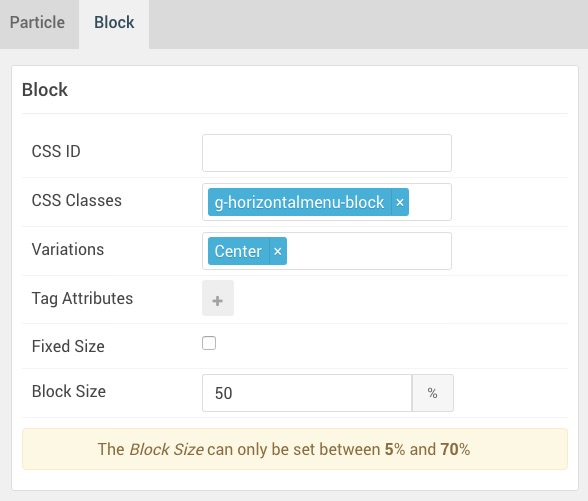 Particle Block
Block
CSS ID
CSS Classes g-horizontalmenu-block ×
Variations Center ×
Tag Attributes +
Fixed Size
Block Size 50 %
The Block Size can only be set between 5% and 70%